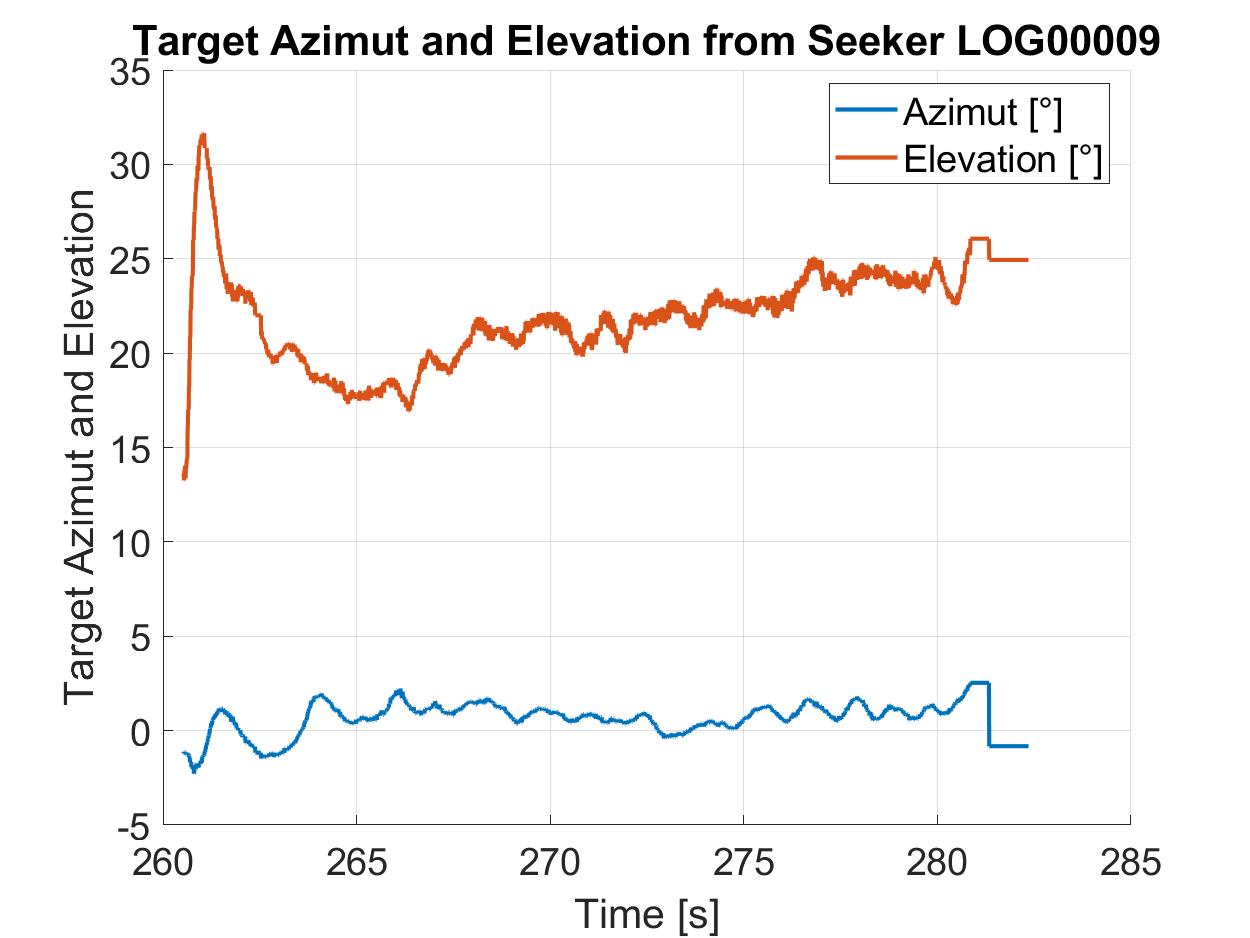 Target Azimut and Elevation from Seeker LOG00009
Azimut [°]
Elevation [°]
Target Azimut and Elevation
35
30
25
20
15
10
5
0
-5
260 265 270 275 280 285
Time [s]